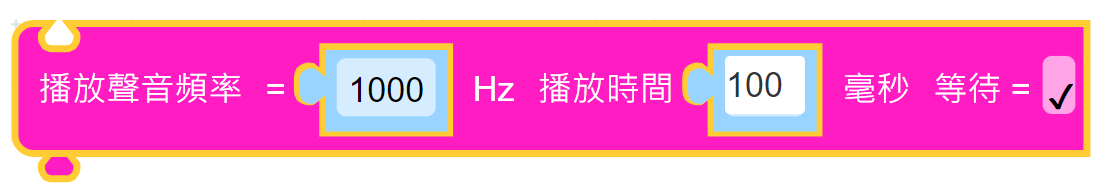 播放聲音頻率 = 1000 Hz 播放時間 100 毫秒 等待 = ✓